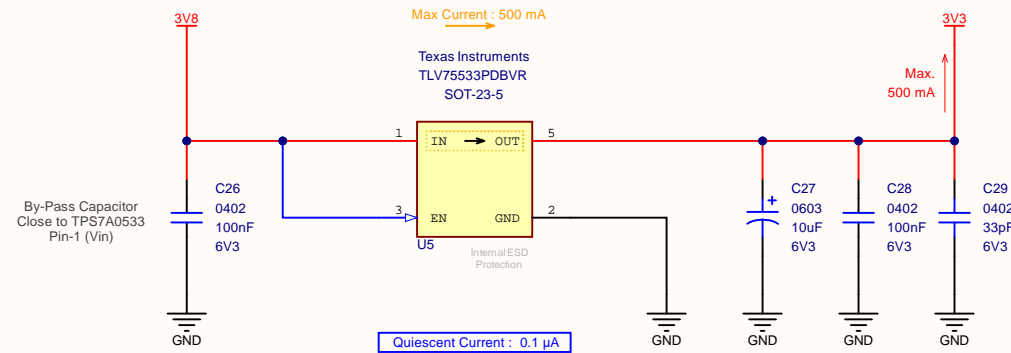 Max Current : 500 mA
3V8
3V3
Texas Instruments
TLV75533PDBVR
SOT-23-5
Max.
500 mA
1
IN
OUT
5
3
EN
GND
2
U5
Internal ESD
Protection
By-Pass Capacitor
Close to TPS7A0533
Pin-1 (Vin)
C26
0402
100nF
6V3
+
C27
0603
10uF
6V3
C28
0402
100nF
6V3
C29
0402
33pF
6V3
GND
GND
GND
GND
GND
Quiescent Current : 0.1 µA